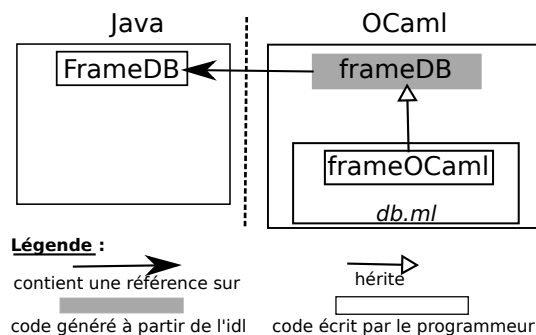 Java
OCaml
FrameDB
frameDB
frameOCaml
db.ml
Légende :
contient une référence sur
hérite
code généré à partir de l'idl
code écrit par le programmeur